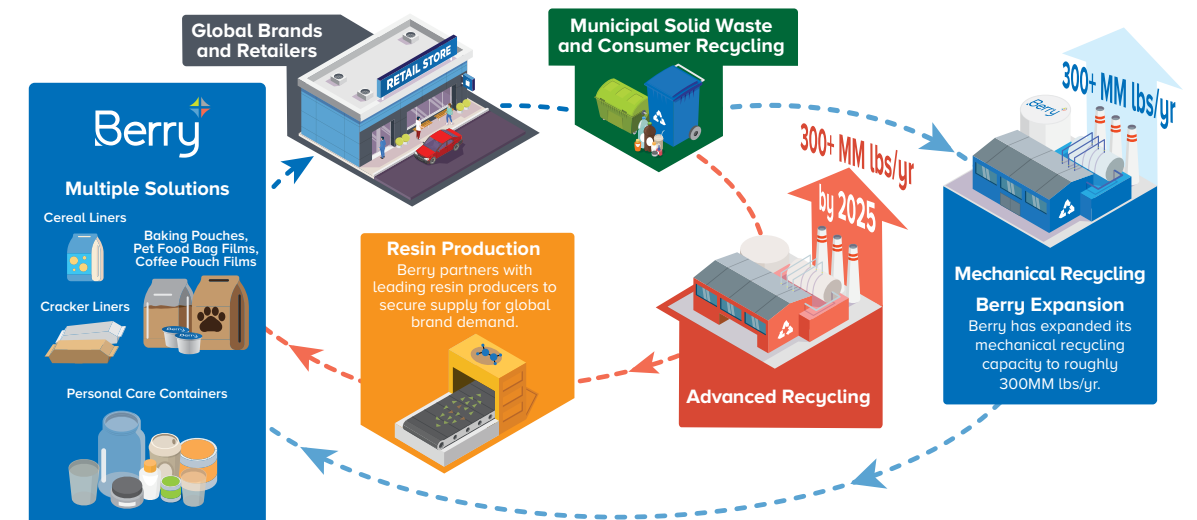 Global Brands
and Retailers
RETAIL STORE
Municipal Solid Waste
and Consumer Recycling
300+ MM lbs/yr
Berry
Mechanical Recycling
Berry Expansion
Berry has expanded its
mechanical recycling
capacity to roughly
300MM lbs/yr.
300+ MM lbs/yr
by 2025
Advanced Recycling
Resin Production
Berry partners with
leading resin producers to
secure supply for global
brand demand.
Berry
Multiple Solutions
Cereal Liners
Baking Pouches,
Pet Food Bag Films,
Coffee Pouch Films
Cracker Liners
Berry
Berry
Personal Care Containers